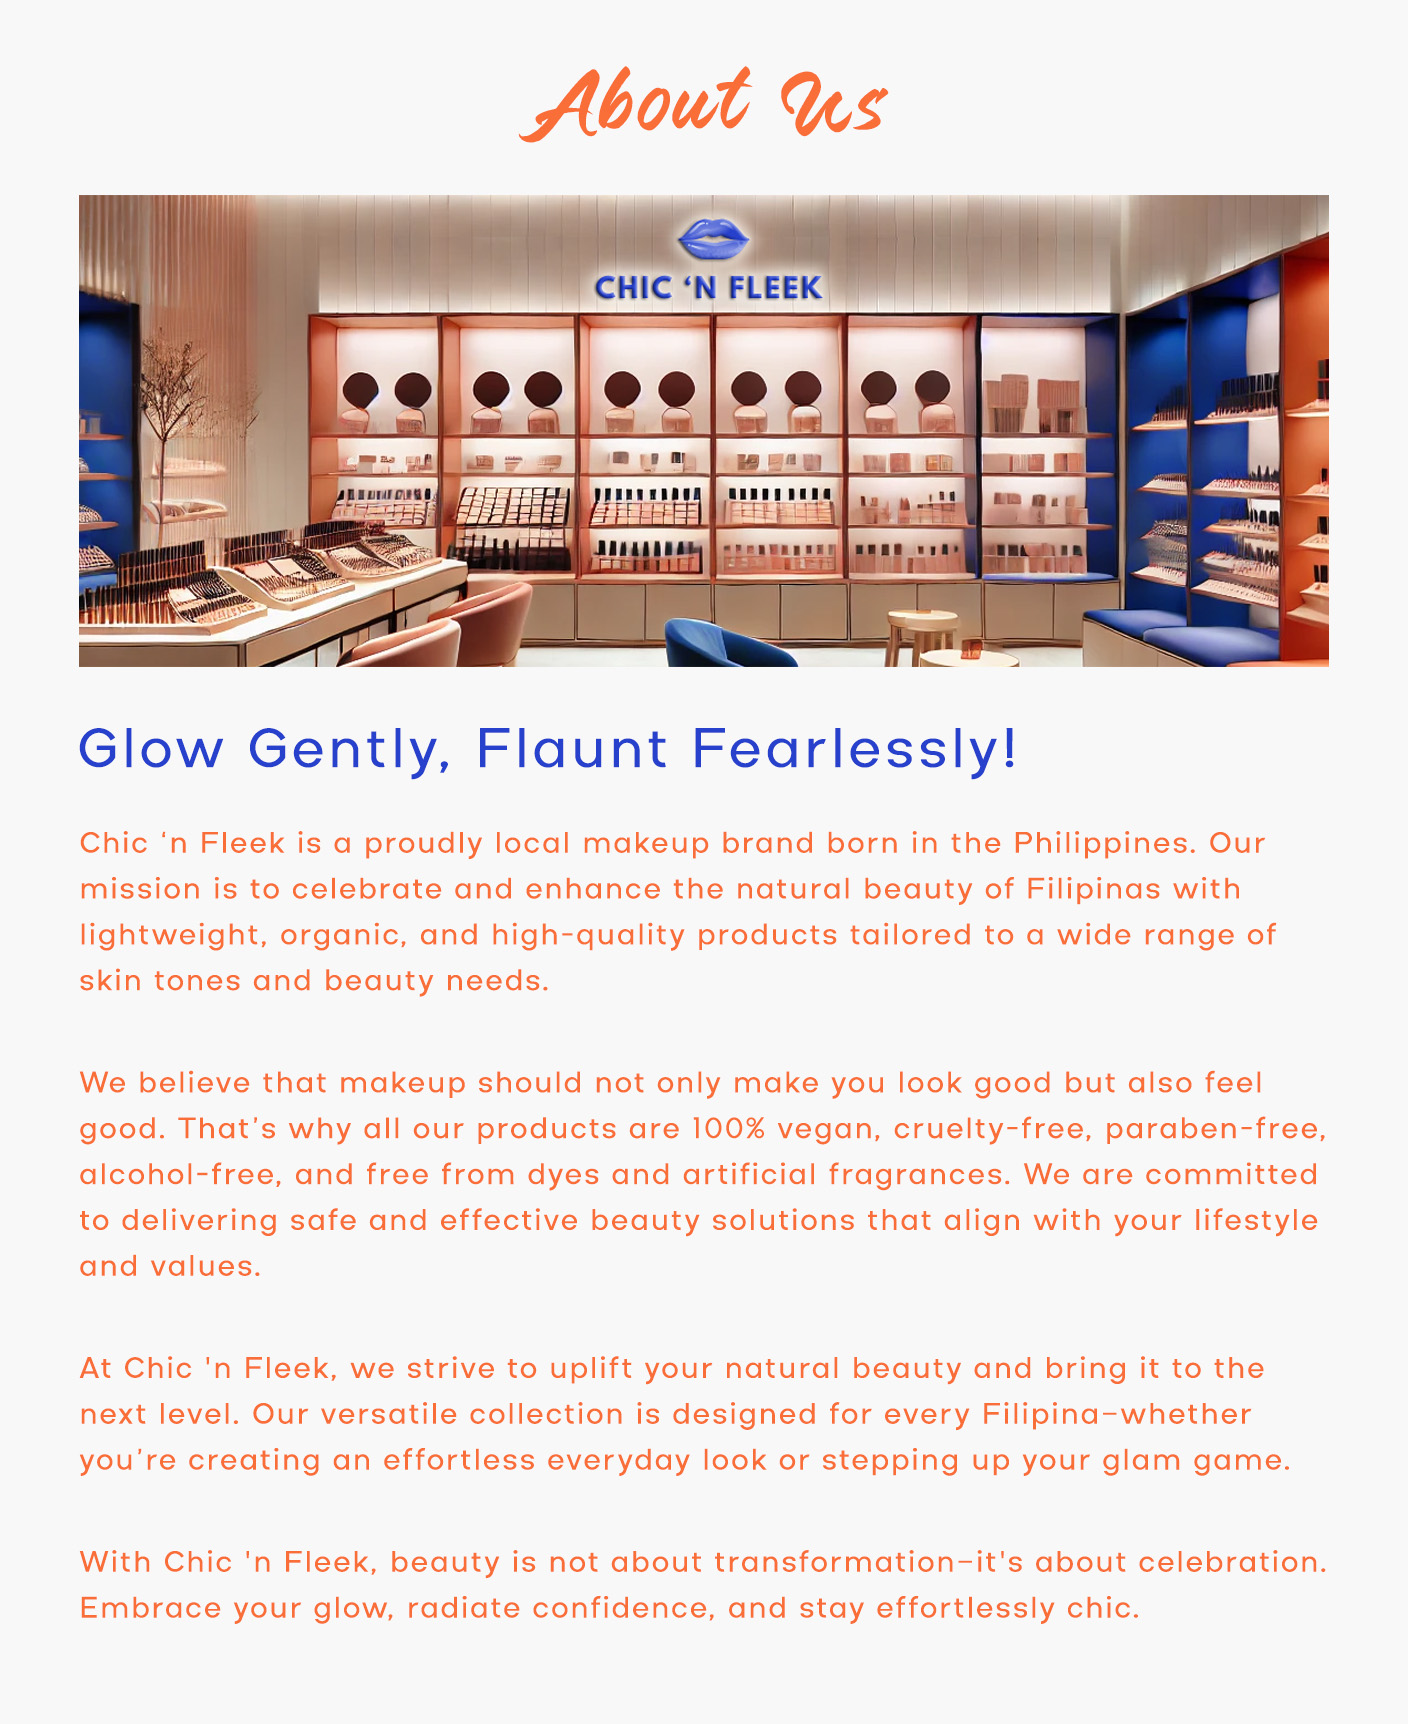 About Us
CHIC ‘N FLEEK
Glow Gently, Flaunt Fearlessly!
Chic ‘n Fleek is a proudly local makeup brand born in the Philippines. Our
mission is to celebrate and enhance the natural beauty of Filipinas with
lightweight, organic, and high-quality products tailored to a wide range of
skin tones and beauty needs.
We believe that makeup should not only make you look good but also feel
good. That’s why all our products are 100% vegan, cruelty-free, paraben-free,
alcohol-free, and free from dyes and artificial fragrances. We are committed
to delivering safe and effective beauty solutions that align with your lifestyle
and values.
At Chic 'n Fleek, we strive to uplift your natural beauty and bring it to the
next level. Our versatile collection is designed for every Filipina–whether
you’re creating an effortless everyday look or stepping up your glam game.
With Chic 'n Fleek, beauty is not about transformation–it's about celebration.
Embrace your glow, radiate confidence, and stay effortlessly chic.